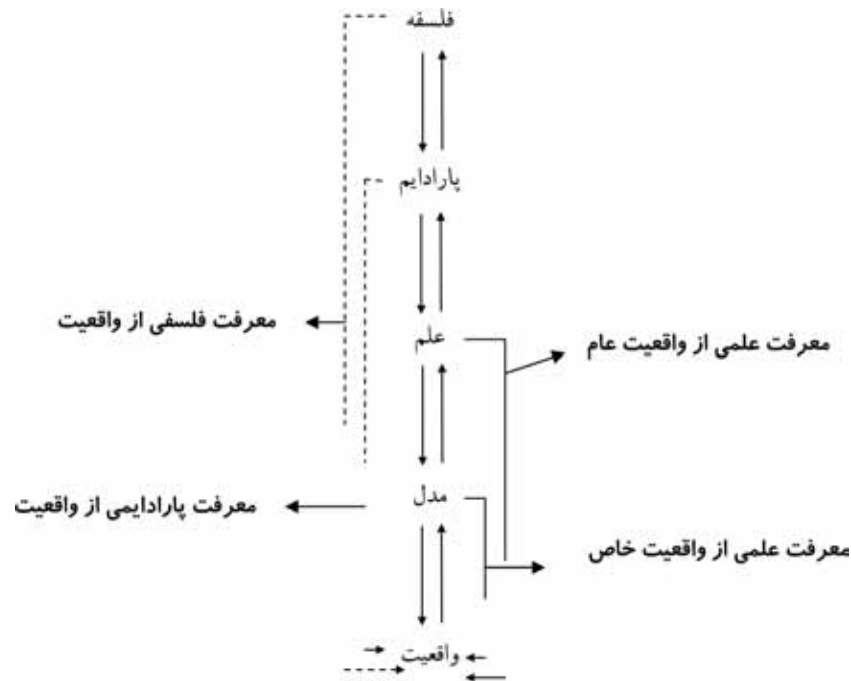 فلسفه
پارادایم
معرفت فلسفی از واقعیت
علم
معرفت علمی از واقعیت عام
مدل
معرفت پارادایمی از واقعیت
معرفت علمی از واقعیت خاص
واقعیت